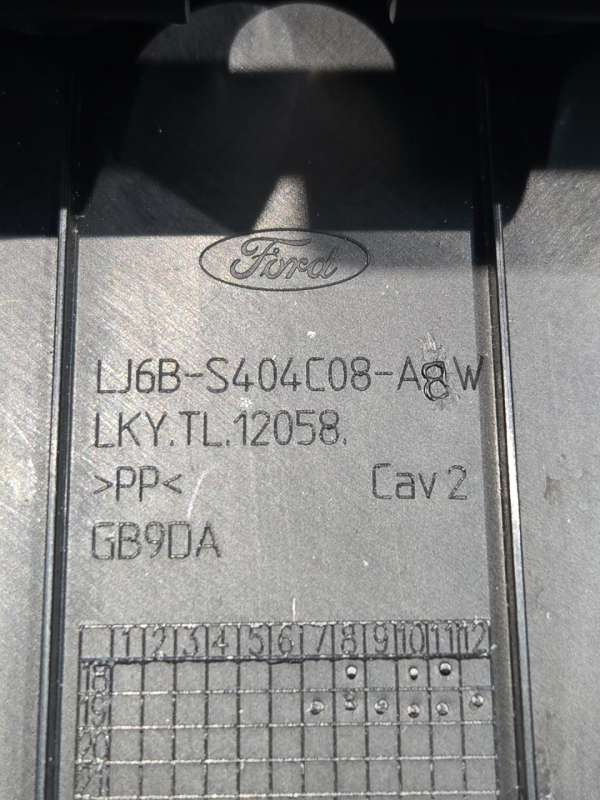 Ford
LJ6B-S404C08-A8W
LKY.TL.12058.
>PP< Cav 2
GB9DA
1 2 3 4 5 6 7 8 9 10 11 12
18
19
20
21